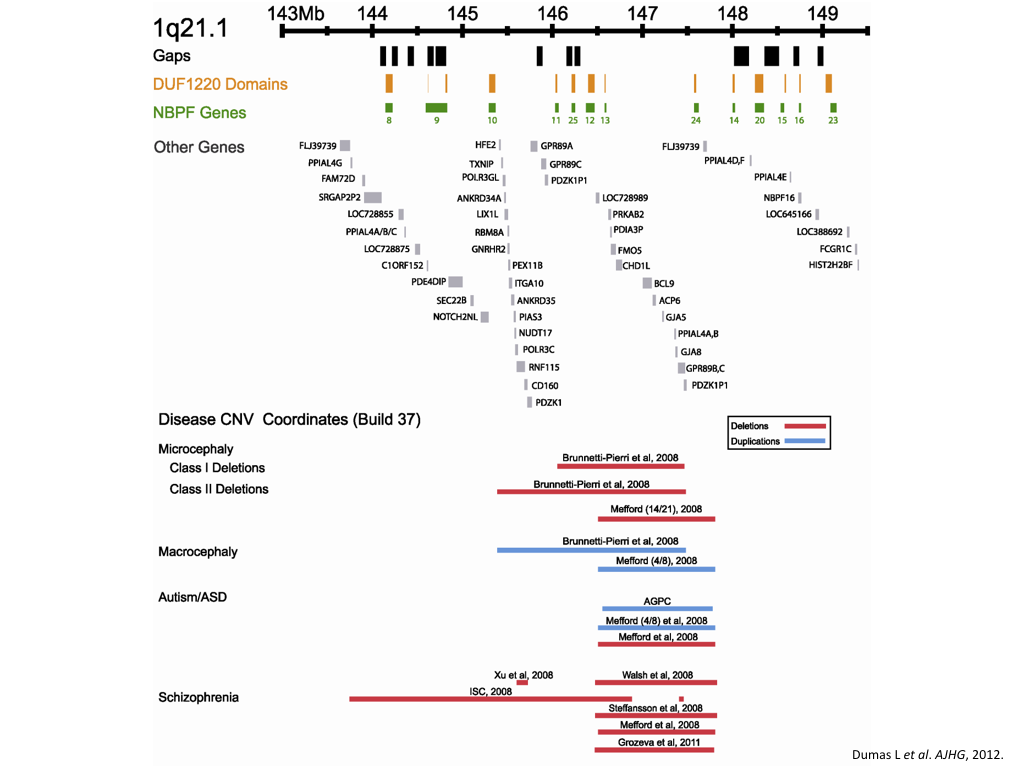 143Mb 144 145 146 147 148 149
1q21.1
Gaps
DUF1220 Domains
NBPF Genes
8 9 10 11 25 12 13 24 14 20 15 16 23
Other Genes
FLJ39739 HFE2 GPR89A FLJ39739
PPIAL4G TXNIP GPR89C PPIAL4D,F
FAM72D POLR3GL PDZK1P1 PPIAL4E
SRGAP2P2 ANKRD34A LOC728989 NBPF16
LOC728855 LIX1L PRKAB2 LOC645166
PPIAL4A/B/C RBM8A PDIA3P LOC388692
LOC728875 GNRHR2 FMO5 FCGR1C
C1ORF152 PEX11B CHD1L HIST2H2BF
PDE4DIP ITGA10 BCL9
SEC22B ANKRD35 ACP6
NOTCH2NL PIAS3 GJA5
NUDT17 PPIAL4A,B
POLR3C GJA8
RNF115 GPR89B,C
CD160 PDZK1P1
PDZK1
Disease CNV Coordinates (Build 37)
Deletions
Duplications
Microcephaly
Class I Deletions Brunnetti-Pierri et al, 2008
Class II Deletions Brunnetti-Pierri et al, 2008
Mefford (14/21), 2008
Macrocephaly Brunnetti-Pierri et al, 2008
Mefford (4/8), 2008
Autism/ASD AGPC
Mefford (4/8) et al, 2008
Mefford et al, 2008
Xu et al, 2008 Walsh et al, 2008
Schizophrenia ISC, 2008
Steffansson et al, 2008
Mefford et al, 2008
Grozeva et al, 2011
Dumas L et al. AJHG, 2012.